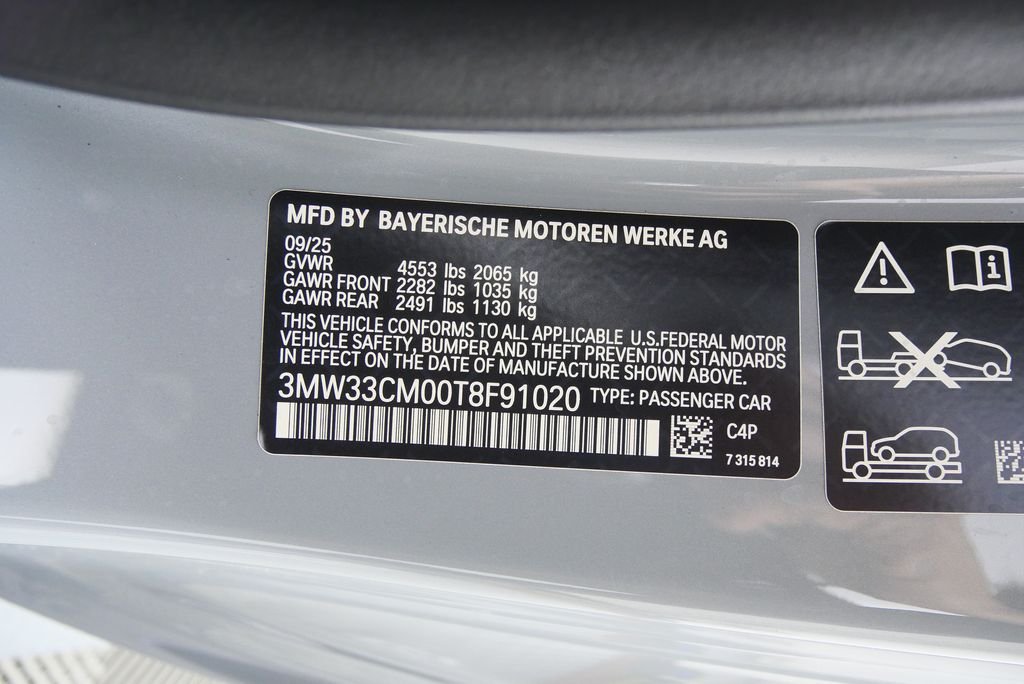 MFD BY BAYERISCHE MOTOREN WERKE AG
09/25
GVWR 4553 lbs 2065 kg
GAWR FRONT 2282 lbs 1035 kg
GAWR REAR 2491 lbs 1130 kg
THIS VEHICLE CONFORMS TO ALL APPLICABLE U.S.FEDERAL MOTOR
VEHICLE SAFETY, BUMPER AND THEFT PREVENTION STANDARDS
IN EFFECT ON THE DATE OF MANUFACTURE SHOWN ABOVE.
3MW33CM00T8F91020 TYPE: PASSENGER CAR
C4P
7 315 814